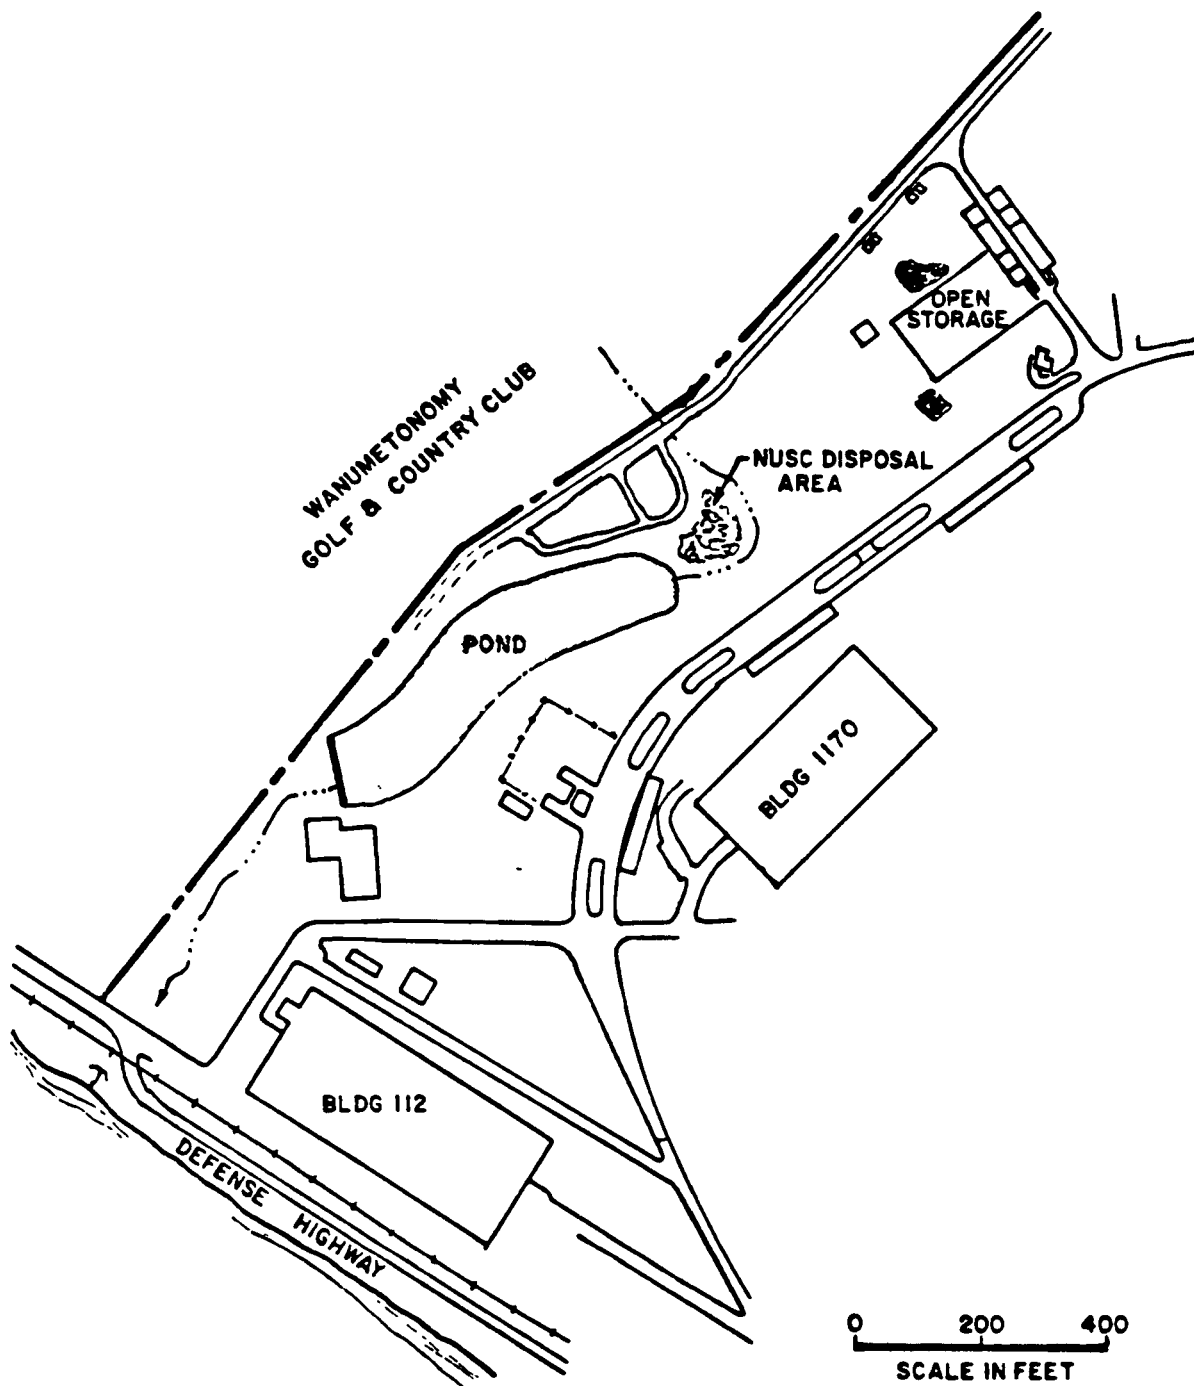 OPEN
STORAGE
WANUMETONOMY
GOLF & COUNTRY CLUB
NUSC DISPOSAL
AREA
POND
BLDG 1170
BLDG 112
DEFENSE HIGHWAY
0 200 400
SCALE IN FEET